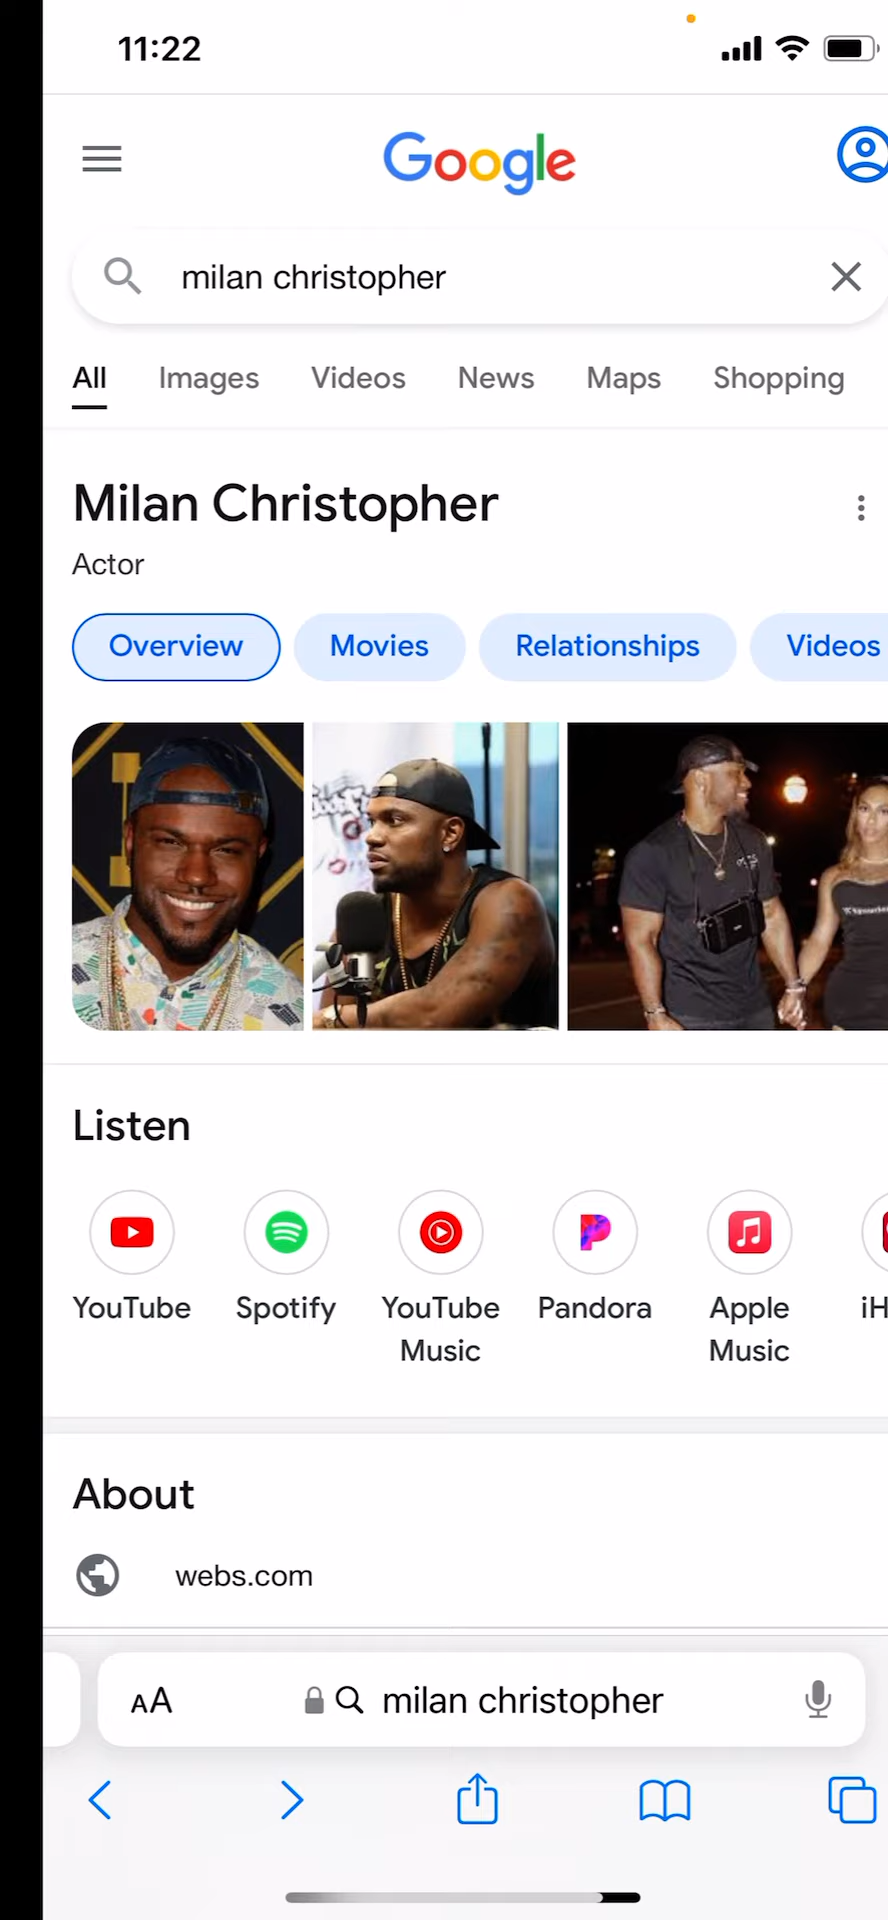 11:22
Google
milan christopher
All Images Videos News Maps Shopping
Milan Christopher
Actor
Overview Movies Relationships Videos
Listen
YouTube Spotify YouTube Music Pandora Apple Music iH
About
webs.com
AA milan christopher